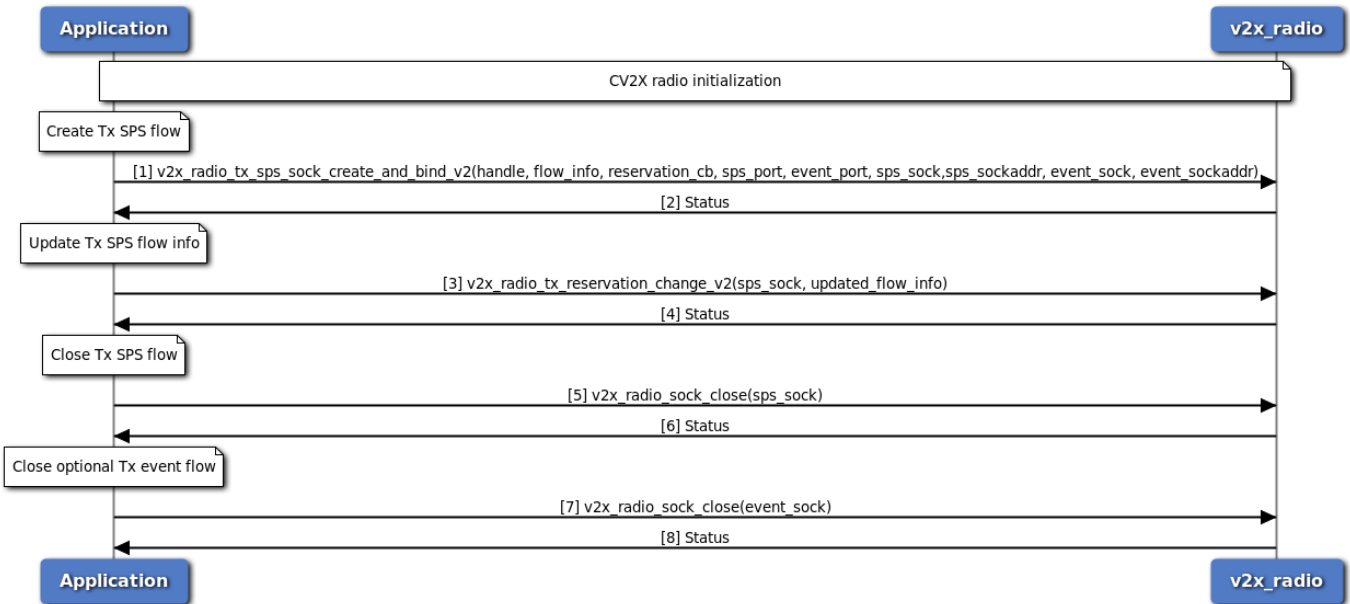 Application
v2x_radio
CV2X radio initialization
Create Tx SPS flow
[1] v2x_radio_tx_sps_sock_create_and_bind_v2(handle, flow_info, reservation_cb, sps_port, event_port, sps_sock,sps_sockaddr, event_sock, event_sockaddr)
[2] Status
Update Tx SPS flow info
[3] v2x_radio_tx_reservation_change_v2(sps_sock, updated_flow_info)
[4] Status
Close Tx SPS flow
[5] v2x_radio_sock_close(sps_sock)
[6] Status
Close optional Tx event flow
[7] v2x_radio_sock_close(event_sock)
[8] Status
Application
v2x_radio